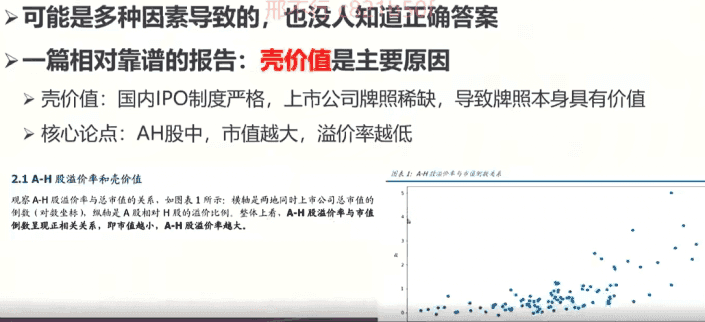 ➤可能是多种因素导致的，也没人知道正确答案
➤一篇相对靠谱的报告：壳价值是主要原因
➤壳价值：国内IPO制度严格，上市公司牌照稀缺，导致牌照本身具有价值
➤核心论点：AH股中，市值越大，溢价率越低
2.1 A-H 股溢价率和壳价值
观察 A-H 股溢价率与总市值的关系，如图表 1 所示：横轴是两地同时上市公司总市值的
倒数（对数坐标），纵轴是 A 股相对 H 股的溢价比例。整体上看，A-H 股溢价率与市值
倒数呈现正相关关系，即市值越小，A-H 股溢价率越大。
图表 1：A-H 股溢价率与市值倒数关系
5
4
3
2
1
0